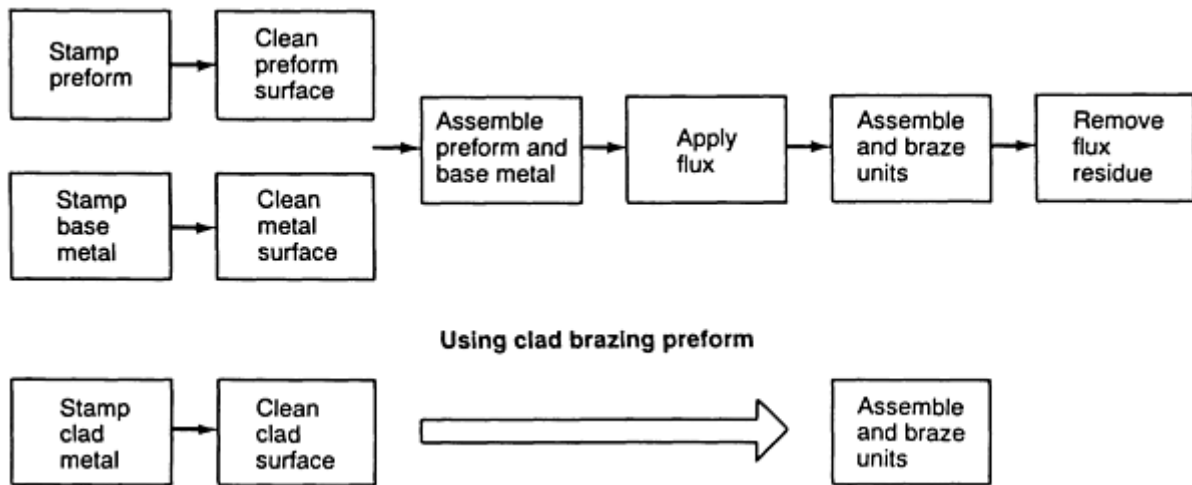 Stamp
preform
Clean
preform
surface
Assemble
preform and
base metal
Apply
flux
Assemble
and braze
units
Remove
flux
residue
Stamp
base
metal
Clean
metal
surface
Using clad brazing preform
Stamp
clad
metal
Clean
clad
surface
Assemble
and braze
units